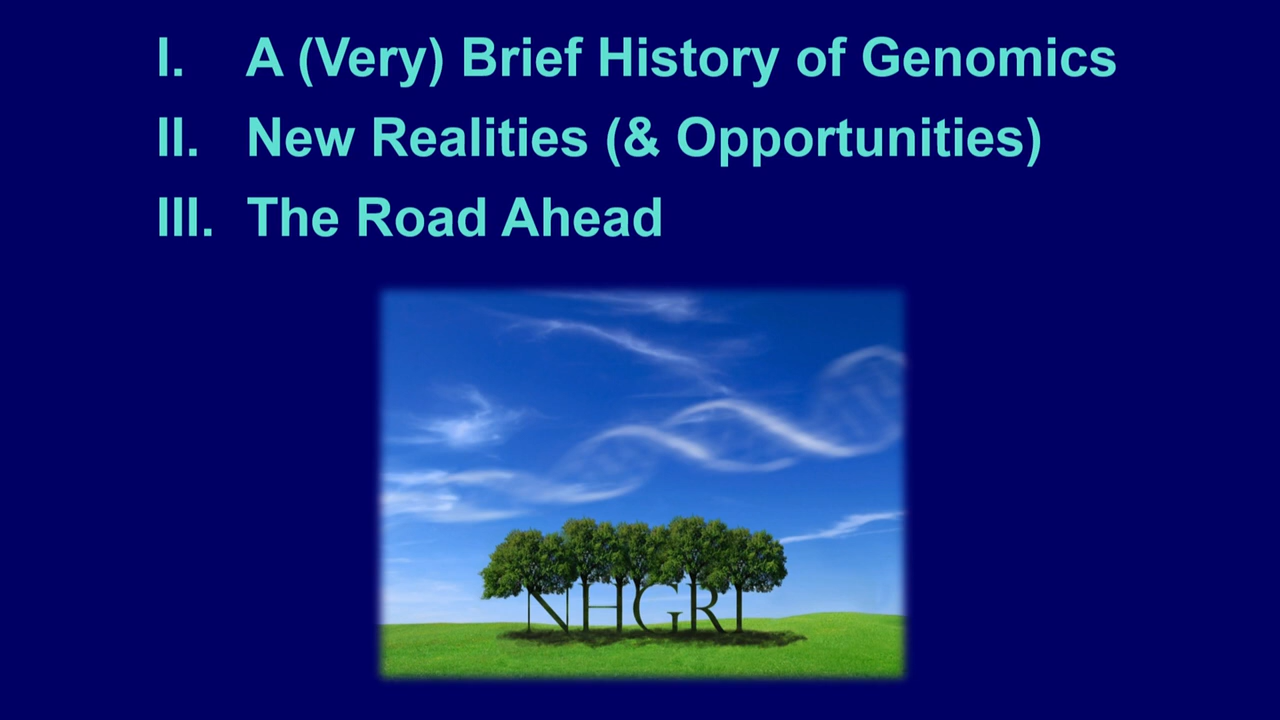 I. A (Very) Brief History of Genomics
II. New Realities (& Opportunities)
III. The Road Ahead
NHGRI